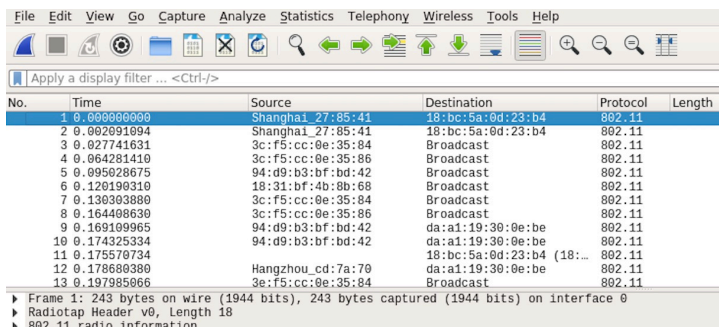 File Edit View Go Capture Analyze Statistics Telephony Wireless Tools Help
Apply a display filter ... <Ctrl-/>
No. Time Source Destination Protocol Length
1 0.000000000 Shanghai_27:85:41 18:bc:5a:0d:23:b4 802.11
2 0.002091094 Shanghai_27:85:41 18:bc:5a:0d:23:b4 802.11
3 0.027741631 3c:f5:cc:0e:35:84 Broadcast 802.11
4 0.064281410 3c:f5:cc:0e:35:86 Broadcast 802.11
5 0.095028675 94:d9:b3:bf:bd:42 Broadcast 802.11
6 0.120190310 18:31:bf:4b:8b:68 Broadcast 802.11
7 0.130303880 3c:f5:cc:0e:35:84 Broadcast 802.11
8 0.164408630 3c:f5:cc:0e:35:86 Broadcast 802.11
9 0.169109965 94:d9:b3:bf:bd:42 da:a1:19:30:0e:be 802.11
10 0.174325334 94:d9:b3:bf:bd:42 da:a1:19:30:0e:be 802.11
11 0.175570734 18:bc:5a:0d:23:b4 (18:… 802.11
12 0.178680380 Hangzhou_cd:7a:70 da:a1:19:30:0e:be 802.11
13 0.197985066 3e:f5:cc:0e:35:84 Broadcast 802.11
Frame 1: 243 bytes on wire (1944 bits), 243 bytes captured (1944 bits) on interface 0
Radiotap Header v0, Length 18
802.11 radio information